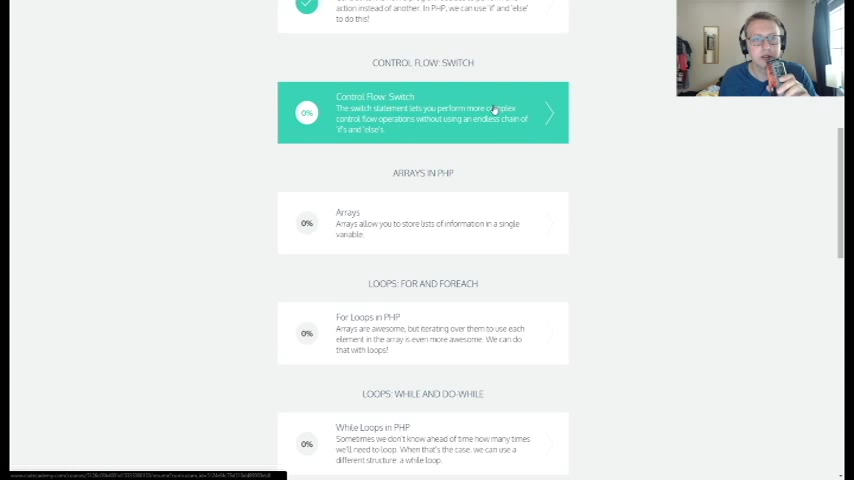 action instead of another. In PHP, we can use 'if' and 'else'
to do this!
CONTROL FLOW: SWITCH
0%
Control Flow: Switch
The switch statement lets you perform more complex
control flow operations without using an endless chain of
'if's and 'else's.
ARRAYS IN PHP
0%
Arrays
Arrays allow you to store lists of information in a single
variable.
LOOPS: FOR AND FOREACH
0%
For Loops in PHP
Arrays are awesome, but iterating over them to use each
element in the array is even more awesome. We can do
that with loops!
LOOPS: WHILE AND DO-WHILE
0%
While Loops in PHP
Sometimes we don't know ahead of time how many times
we'll need to loop. When that's the case, we can use a
different structure: a while loop.